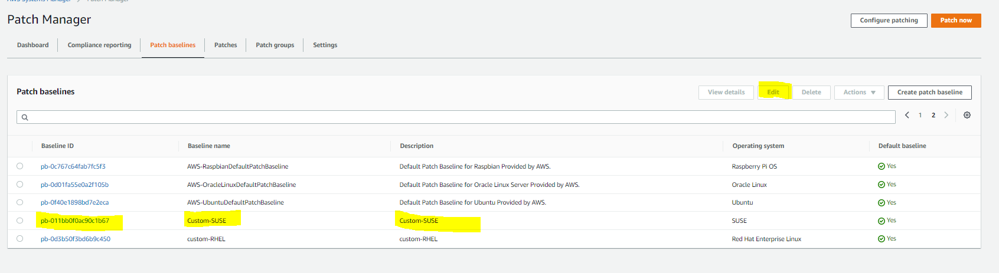 AWS Systems Manager > Patch Manager
Patch Manager
Configure patching
Patch now
Dashboard
Compliance reporting
Patch baselines
Patches
Patch groups
Settings
Patch baselines
View details
Edit
Delete
Actions
Create patch baseline
1
2
Baseline ID Baseline name Description Operating system Default baseline
pb-0c767c64fab7fc5f3 AWS-RaspbianDefaultPatchBaseline Default Patch Baseline for Raspbian Provided by AWS. Raspberry Pi OS Yes
pb-0d01fa55e0a2f105b AWS-OracleLinuxDefaultPatchBaseline Default Patch Baseline for Oracle Linux Server Provided by AWS. Oracle Linux Yes
pb-0f40e1898bd7e2eca AWS-UbuntuDefaultPatchBaseline Default Patch Baseline for Ubuntu Provided by AWS. Ubuntu Yes
pb-011bb0f0ac90c1b67 Custom-SUSE Custom-SUSE SUSE Yes
pb-0d3b50f3bd6b9c450 custom-RHEL custom-RHEL Red Hat Enterprise Linux Yes